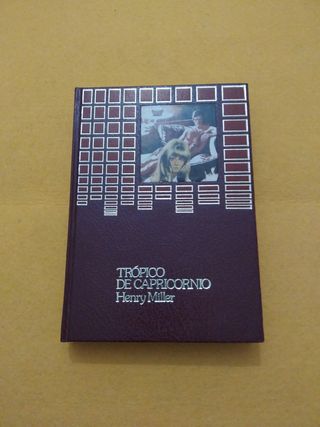 TRÓPICO
DE CAPRICORNIO
Henry Miller